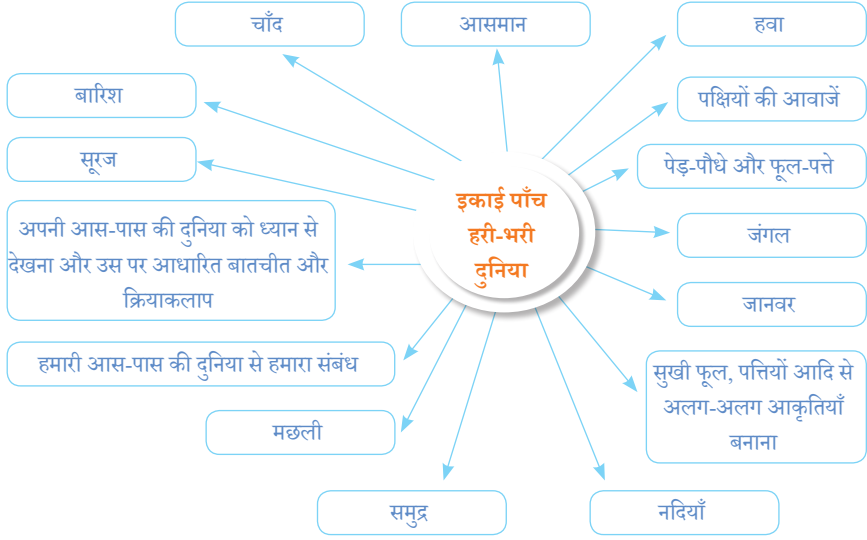 चाँद
आसमान
हवा
बारिश
पक्षियों की आवाजें
सूरज
पेड़-पौधे और फूल-पत्ते
इकाई पाँच
हरी-भरी
दुनिया
अपनी आस-पास की दुनिया को ध्यान से
देखना और उस पर आधारित बातचीत और
क्रियाकलाप
जंगल
जानवर
हमारी आस-पास की दुनिया से हमारा संबंध
सुखी फूल, पत्तियों आदि से
अलग-अलग आकृतियाँ
बनाना
मछली
समुद्र
नदियाँ